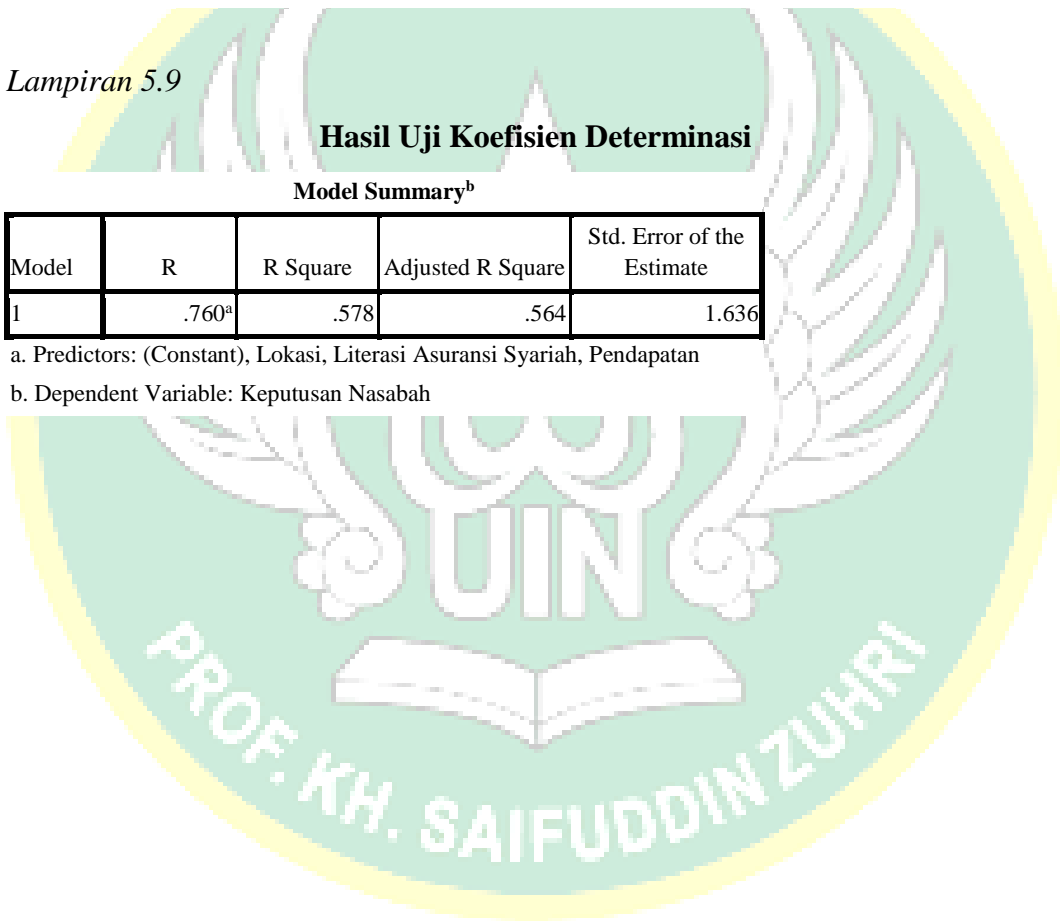 Lampiran 5.9
Hasil Uji Koefisien Determinasi
Model Summaryb
Model R R Square Adjusted R Square Std. Error of the Estimate
1 .760a .578 .564 1.636
a. Predictors: (Constant), Lokasi, Literasi Asuransi Syariah, Pendapatan
b. Dependent Variable: Keputusan Nasabah
UIN
PROF. KH. SAIFUDDIN ZUHRI